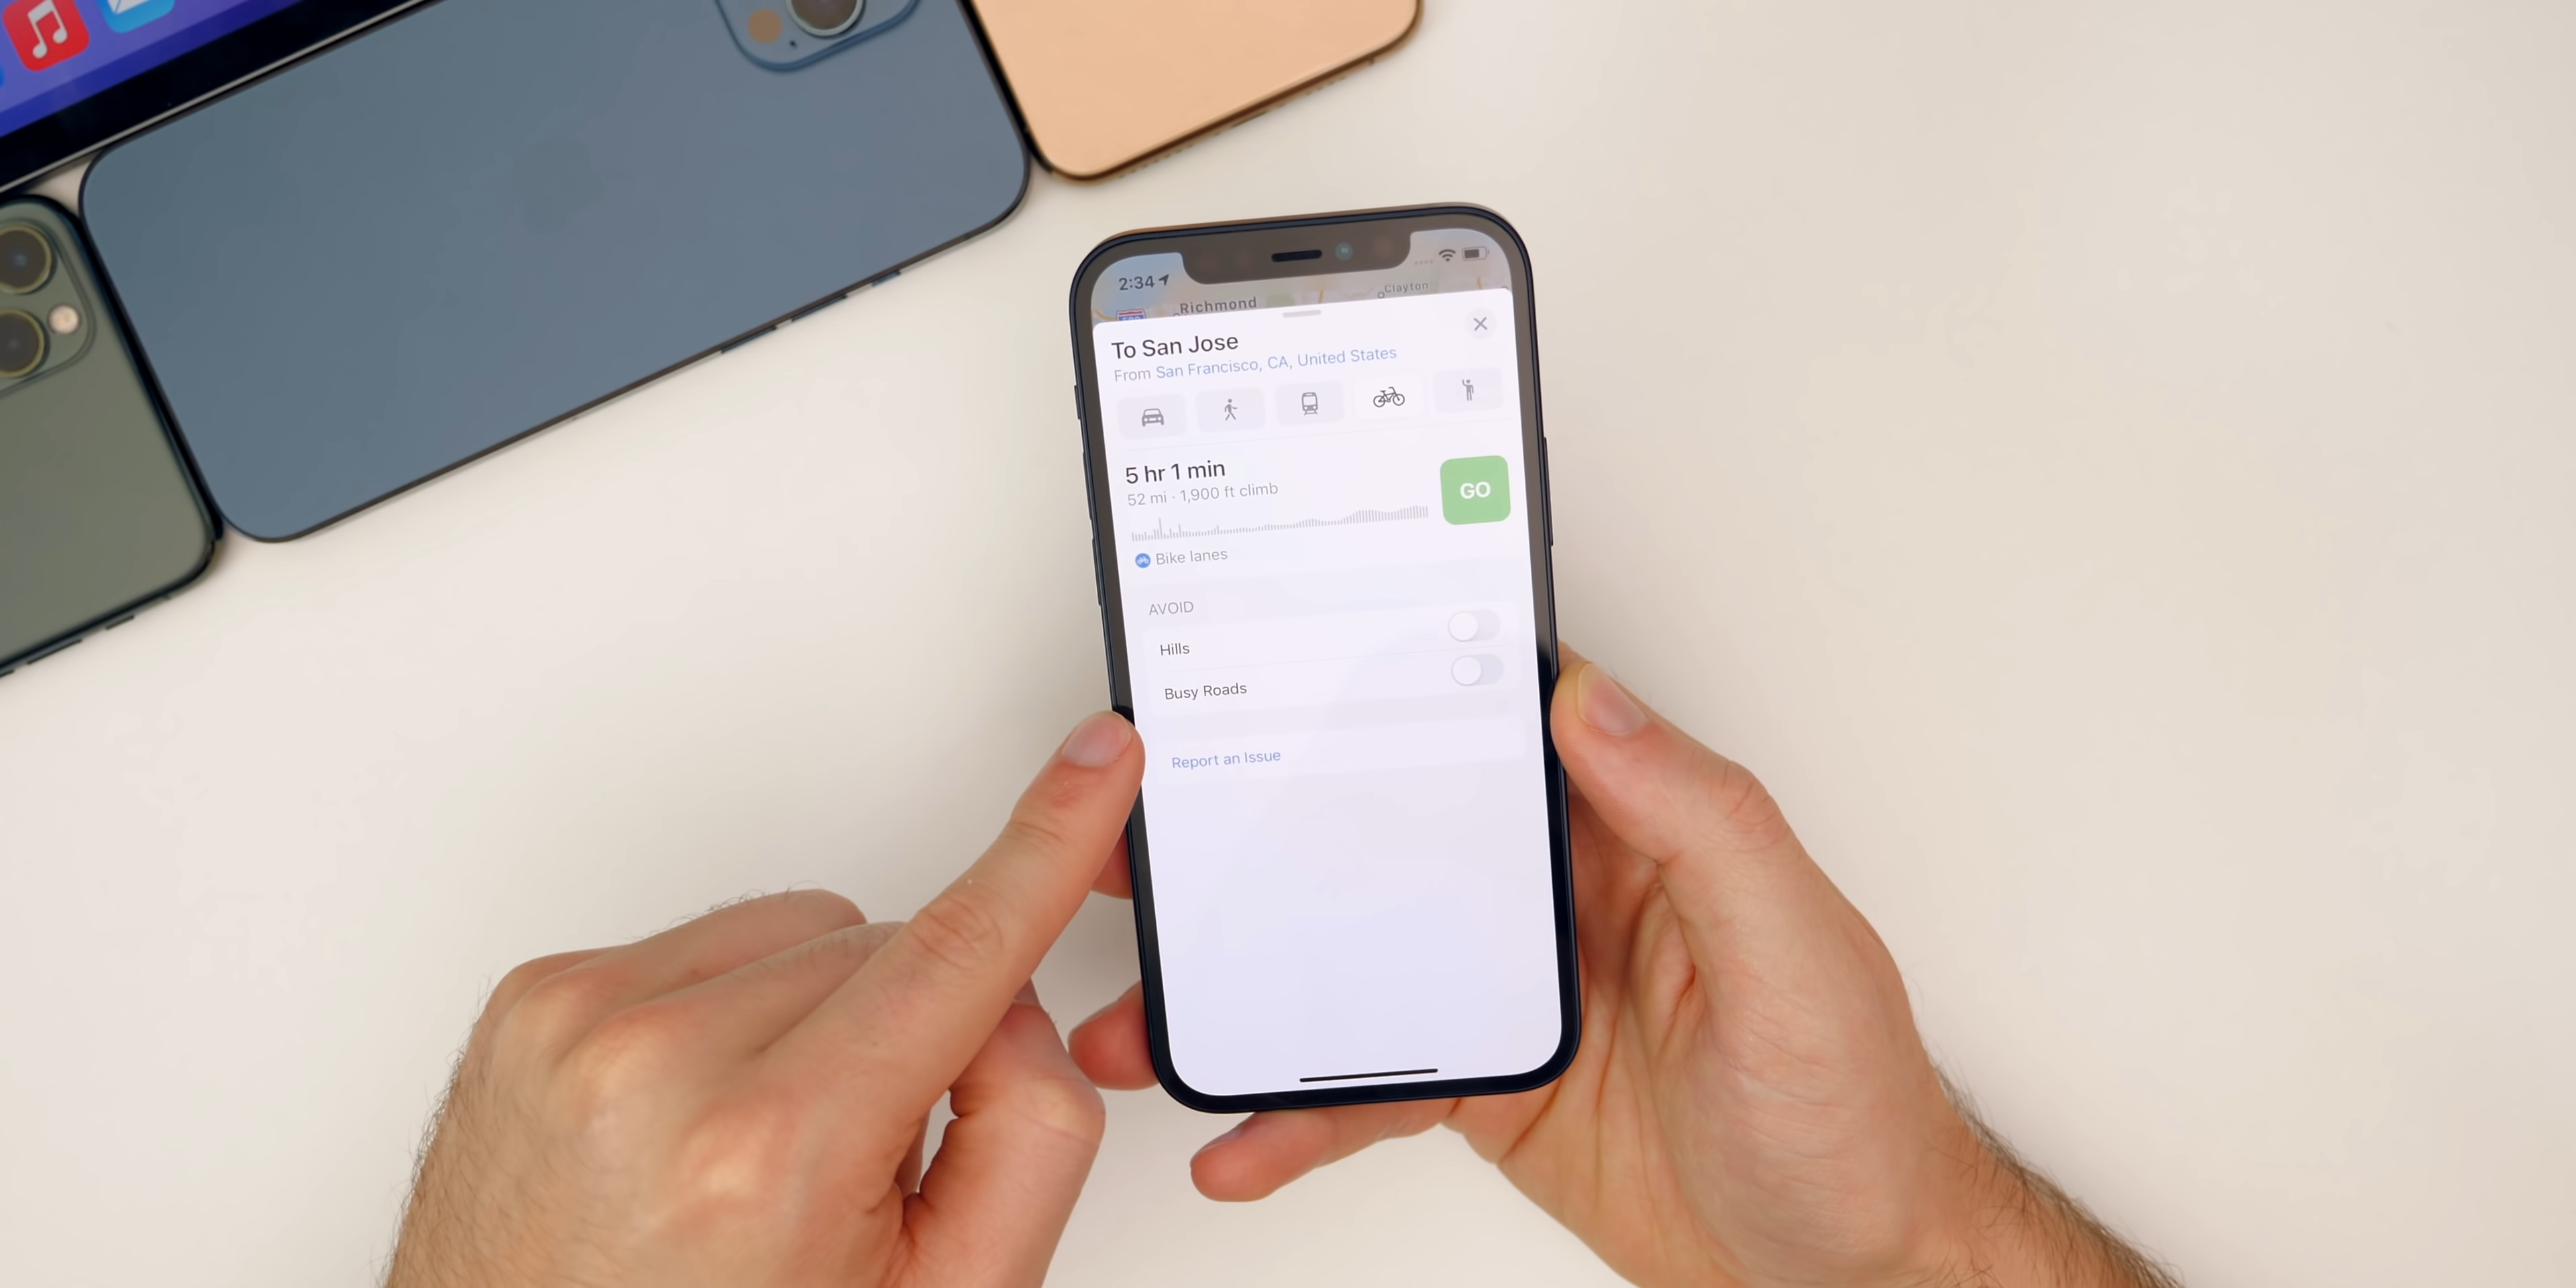 2:34
Richmond
Clayton
To San Jose
From San Francisco, CA, United States
5 hr 1 min
52 mi · 1,900 ft climb
GO
Bike lanes
AVOID
Hills
Busy Roads
Report an Issue